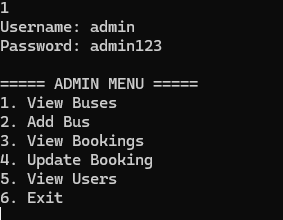 1
Username: admin
Password: admin123
===== ADMIN MENU =====
1. View Buses
2. Add Bus
3. View Bookings
4. Update Booking
5. View Users
6. Exit